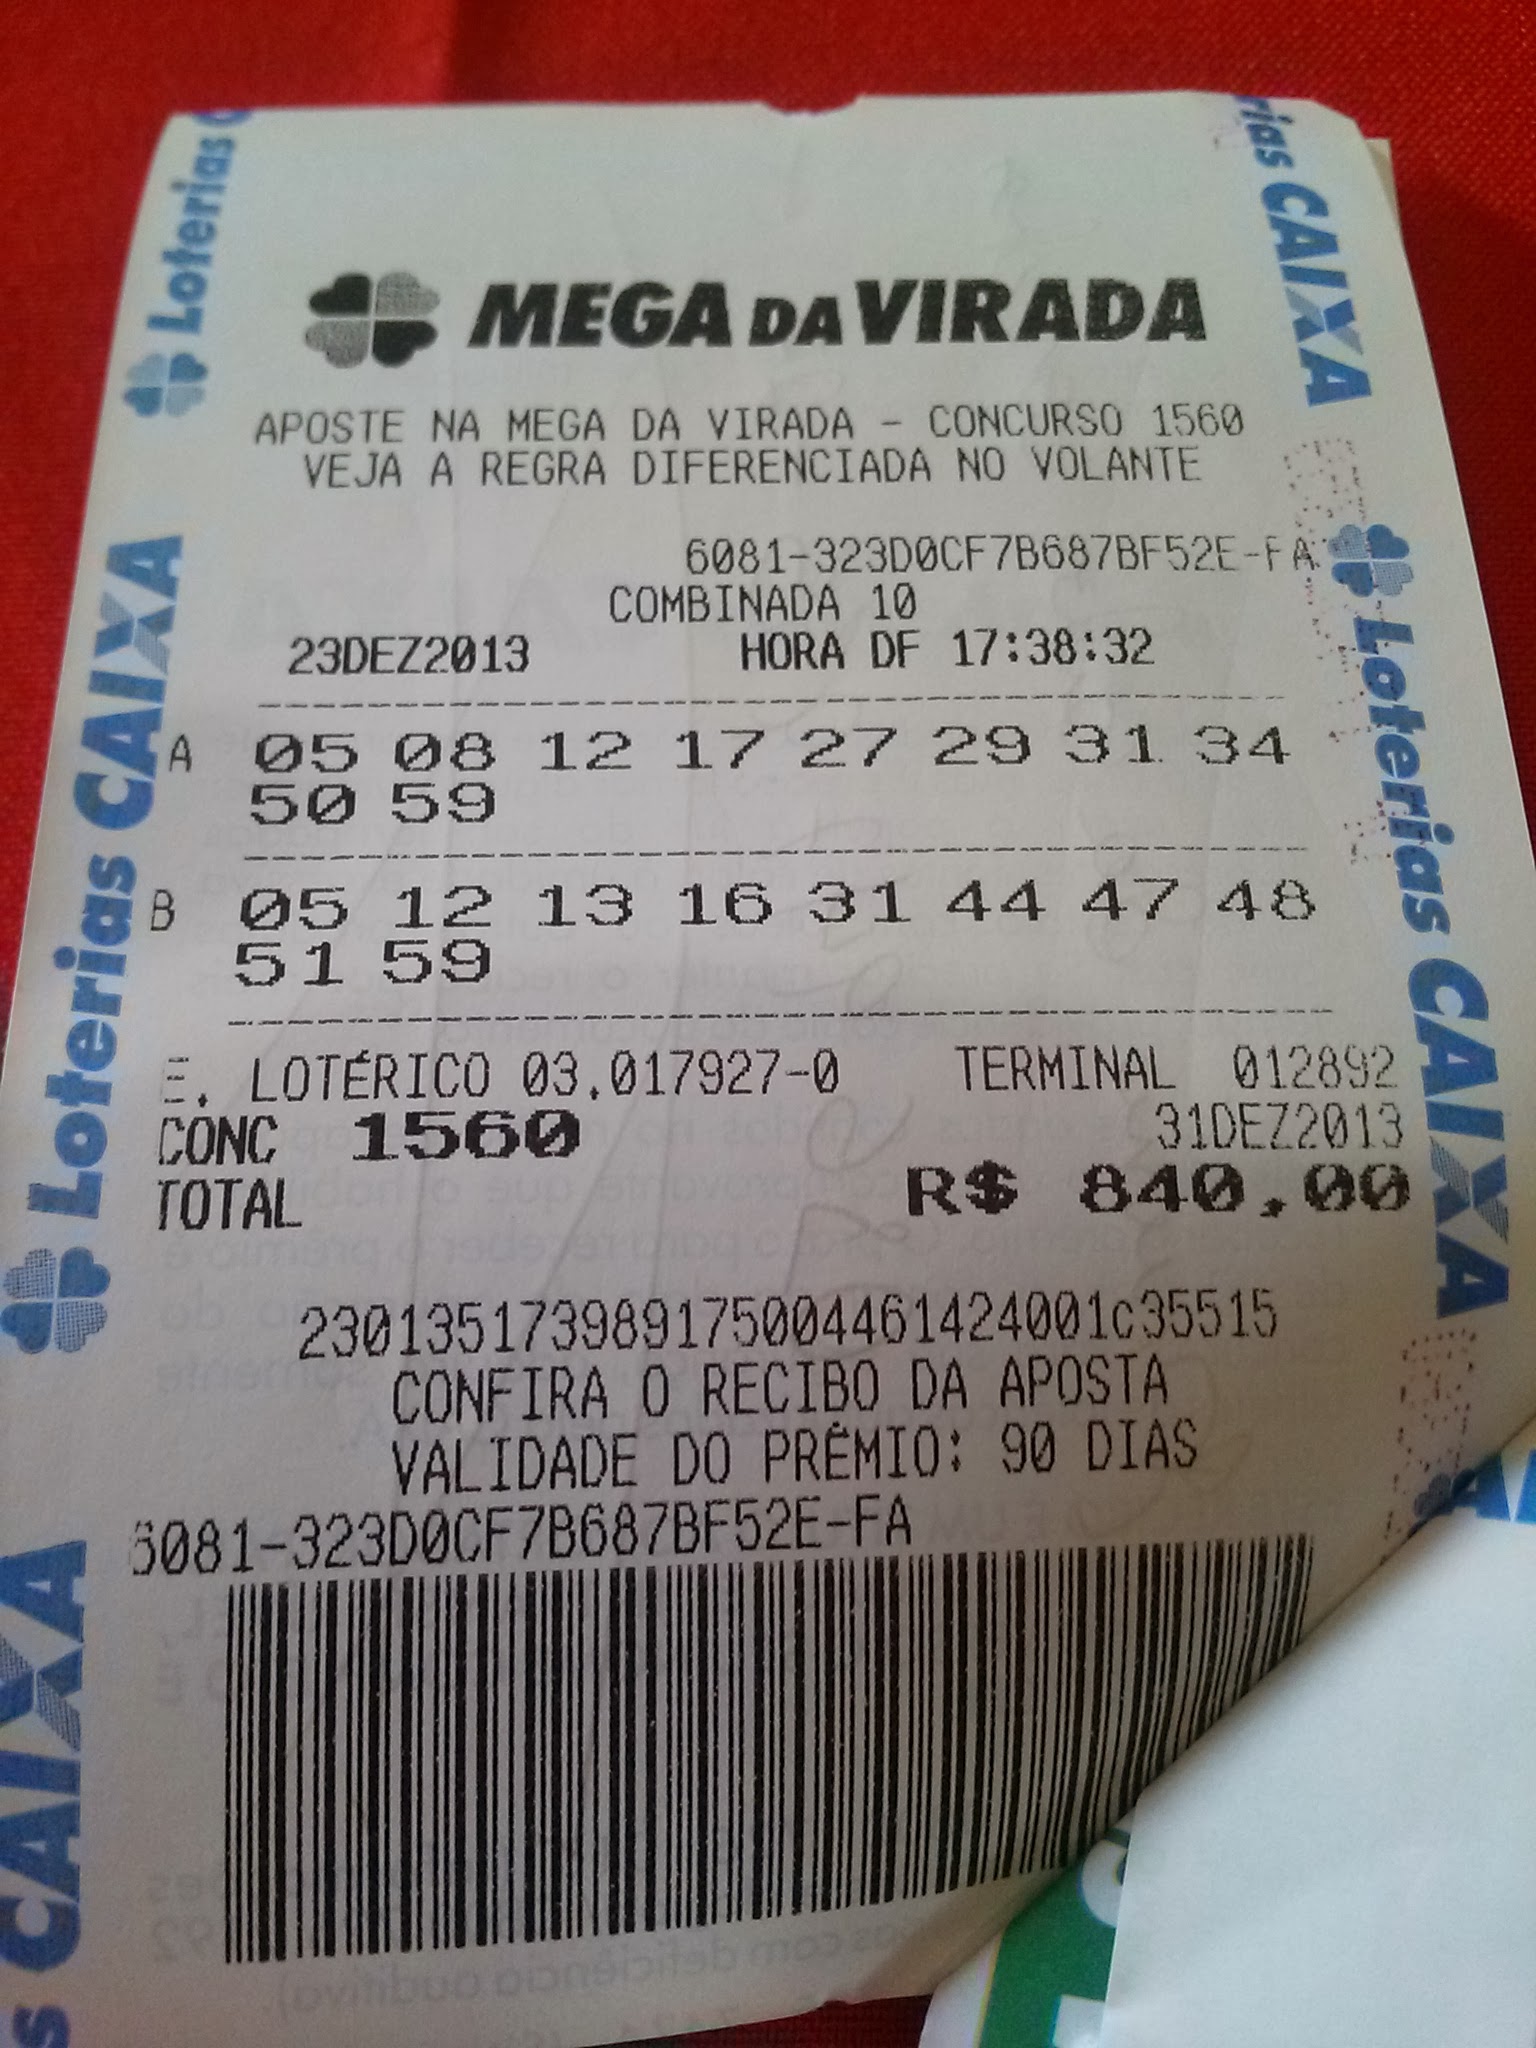 Loterias
rias CAIXA
MEGA DA VIRADA
APOSTE NA MEGA DA VIRADA - CONCURSO 1560
VEJA A REGRA DIFERENCIADA NO VOLANTE
6081-323D0CF7B687BF52E-FA
COMBINADA 10
23DEZ2013 HORA DF 17:38:32
A 05 08 12 17 27 29 31 34
50 59
B 05 12 13 16 31 44 47 48
51 59
E. LOTÉRICO 03.017927-0 TERMINAL 012892
CONC 1560 31DEZ2013
TOTAL R$ 840,00
230135173989175004461424001c35515
CONFIRA O RECIBO DA APOSTA
VALIDADE DO PRÊMIO: 90 DIAS
6081-323D0CF7B687BF52E-FA
Loterias CAIXA
Loterias CAIXA
s CAIXA